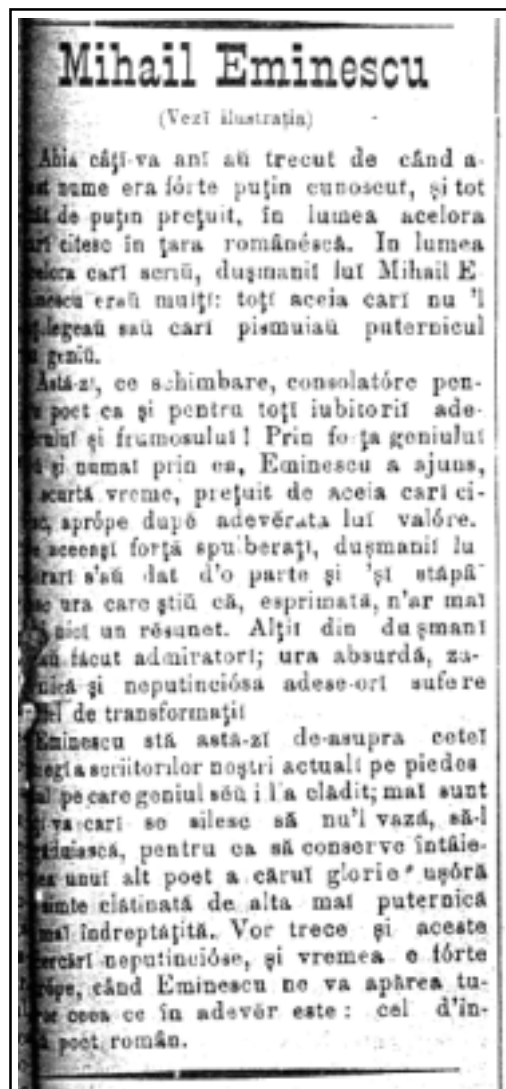 Mihail Eminescu
(Vezĭ ilustrația)
Abia câțĭ-va anĭ aŭ trecut de când a-
nume era fórte puțin cunoscut, și tot
de puțin prețuit, în lumea acelora
citesc în țara românéscă. In lumea
carĭ scriŭ, dușmaniĭ luĭ Mihail E
eraŭ mulțĭ: toțĭ aceia carĭ nu 'l
saŭ carĭ pismuiaŭ puternicul
geniŭ.
Astă-zĭ, ce schimbare, consolatóre pen-
poet ca și pentru toțĭ iubitoriĭ ade-
și frumosuluĭ! Prin forța geniuluĭ
și numaĭ prin ea, Eminescu a ajuns,
scurtă vreme, prețuit de aceia carĭ ci-
aprópe după adevĕrata luĭ valóre.
aceeașĭ forță spulberațĭ, dușmaniĭ lu
s'aŭ dat d'o parte și 'șĭ stăpâ
ura care știŭ că, esprimată, n'ar maĭ
nicĭ un rĕsunet. Alțiĭ din dușmanĭ
făcut admiratorĭ; ura absurdă, za-
și neputinciósa adese-orĭ sufere
de transformațiĭ
Eminescu stă astă-zĭ de-asupra ceteĭ
scriitorilor noștri actualĭ pe piedes
pe care geniul sĕŭ i l'a clădit; maĭ sunt
carĭ se silesc să nu'l vază, să-l
pentru ca să conserve întâie-
unuĭ alt poet a căruĭ glorie ușóră
clătinată de alta maĭ puternică
maĭ îndreptățită. Vor trece și aceste
neputincióse, și vremea e fórte
când Eminescu ne va apărea tu-
ceea ce în adevĕr este: cel d'in-
poet român.